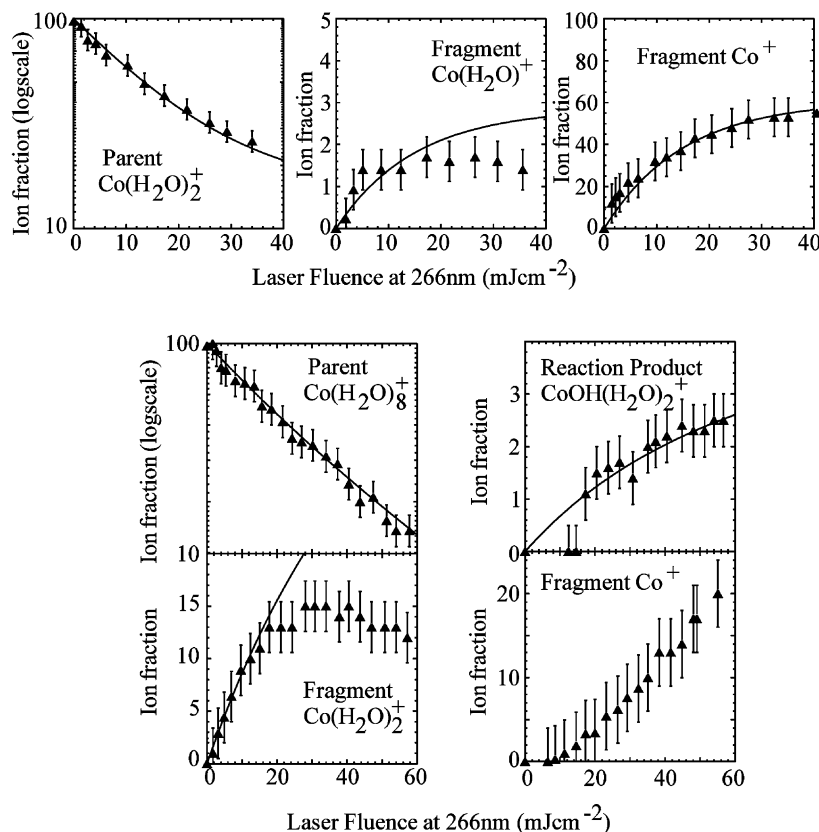 Ion fraction (logscale)
100
10
Parent
Co(H2O)2+
0 10 20 30 40
Ion fraction
5
4
3
2
1
0
Fragment
Co(H2O)+
0 10 20 30 40
Ion fraction
100
80
60
40
20
0
Fragment Co+
0 10 20 30 40
Laser Fluence at 266nm (mJcm-2)
Ion fraction (logscale)
100
10
Parent
Co(H2O)8+
Ion fraction
3
2
1
0
Reaction Product
CoOH(H2O)2+
Ion fraction
15
10
5
0
Fragment
Co(H2O)2+
0 20 40 60
Ion fraction
20
10
0
Fragment Co+
0 20 40 60
Laser Fluence at 266nm (mJcm-2)